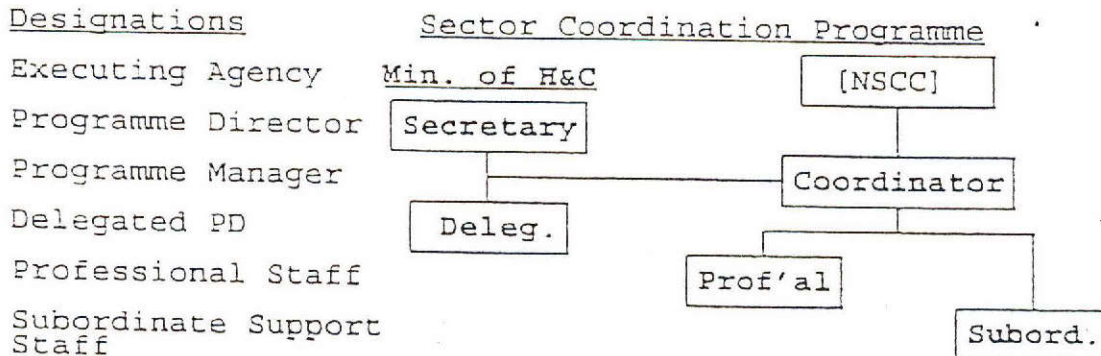 Designations Sector Coordination Programme
Executing Agency Min. of H&C [NSCC]
Programme Director Secretary
Programme Manager Coordinator
Delegated PD Deleg.
Professional Staff Prof'al
Subordinate Support
Staff Subord.